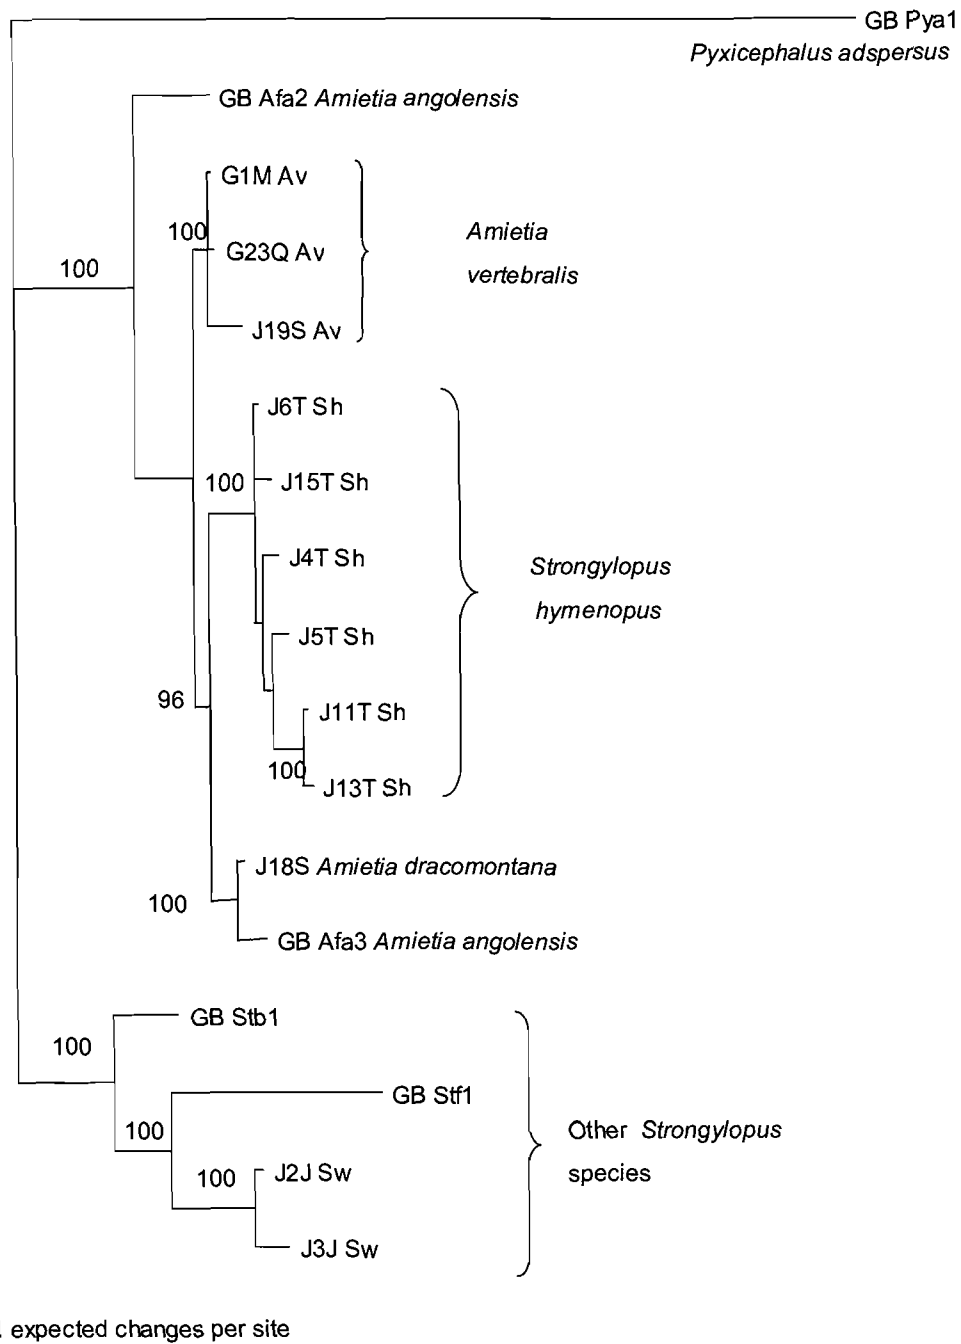 GB Pya1
Pyxicephalus adspersus
GB Afa2 Amietia angolensis
G1M Av
100
G23Q Av
Amietia
vertebralis
100
J19S Av
J6T Sh
100
J15T Sh
J4T Sh
Strongylopus
hymenopus
J5T Sh
96
J11T Sh
100
J13T Sh
J18S Amietia dracomontana
100
GB Afa3 Amietia angolensis
GB Stb1
100
GB Stf1
100
Other Strongylopus
species
100
J2J Sw
J3J Sw
expected changes per site